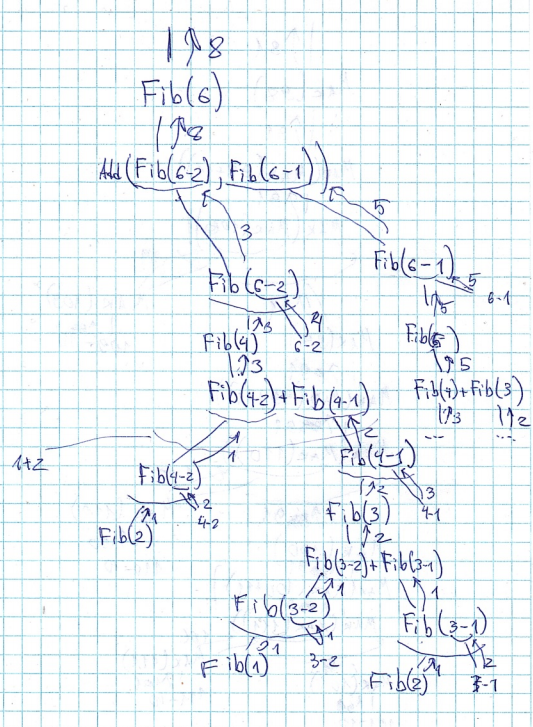 8
Fib(6)
8
Add(Fib(6-2), Fib(6-1))
5
3
Fib(6-1)
5
Fib(6-2)
5
6-1
3
4
6-2
Fib(4)
Fib(5)
3
5
Fib(4-2)+Fib(4-1)
Fib(4)+Fib(3)
3
2
...
...
2
1
1+2
Fib(4-2)
Fib(4-1)
2
3
1
4-2
2
4-1
Fib(2)
Fib(3)
2
Fib(3-2)+Fib(3-1)
1
1
Fib(3-2)
Fib(3-1)
1
1
2
Fib(1)
3-2
1
Fib(2)